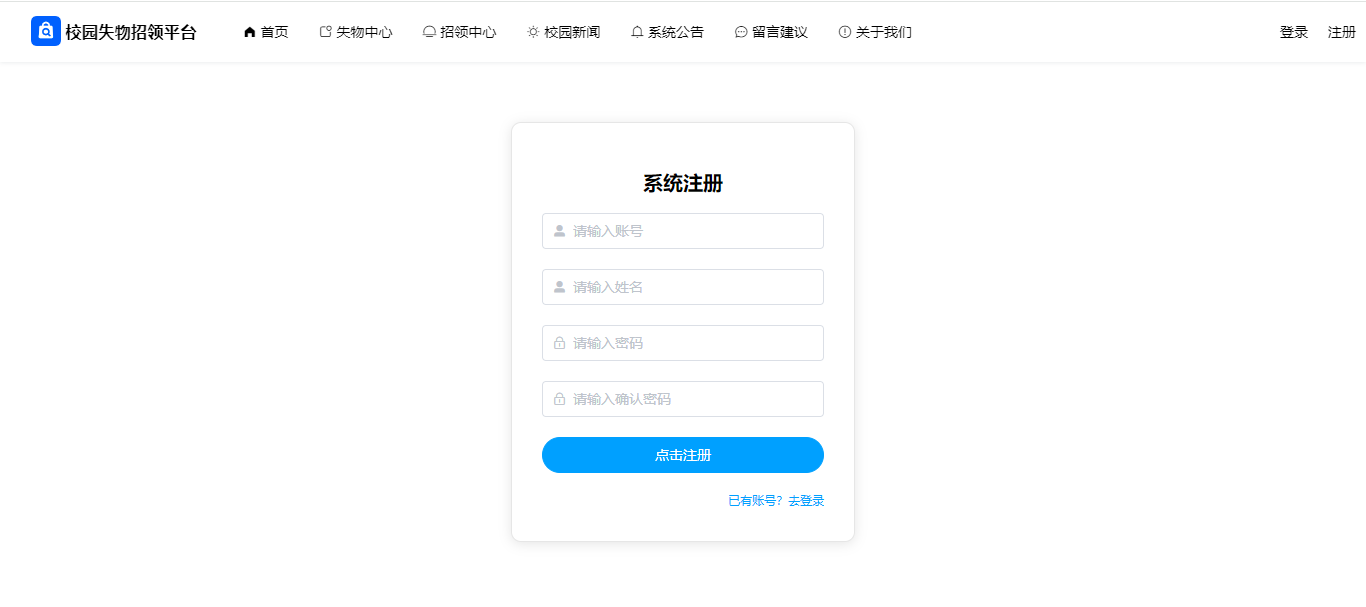 校园失物招领平台 首页 失物中心 招领中心 校园新闻 系统公告 留言建议 关于我们 登录 注册
系统注册
请输入账号
请输入姓名
请输入密码
请输入确认密码
点击注册
已有账号？去登录